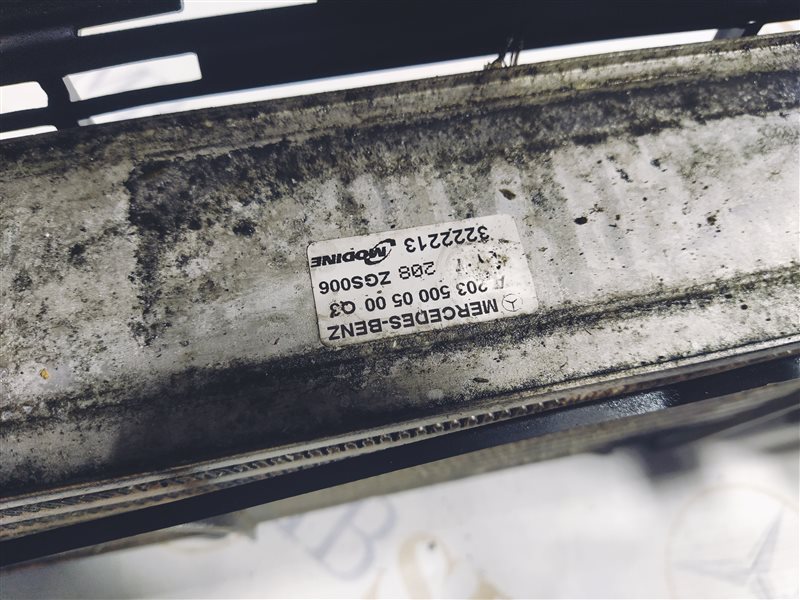 MERCEDES-BENZ
A 203 500 05 00 Q3
208 ZGS006
MODINE 3222213